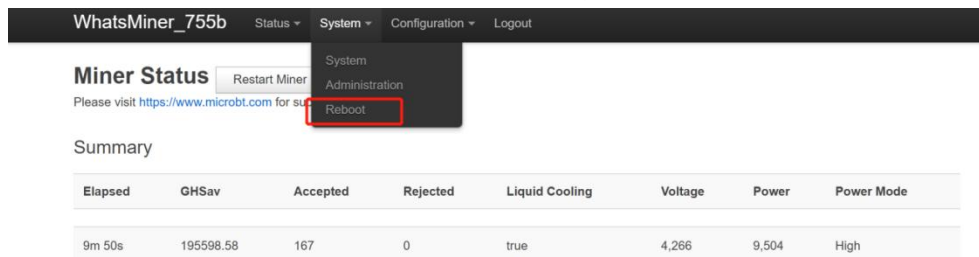 WhatsMiner_755b Status System Configuration Logout
System
Administration
Reboot
Miner Status Restart Miner
Please visit https://www.microbt.com for
Summary
Elapsed GHSav Accepted Rejected Liquid Cooling Voltage Power Power Mode
9m 50s 195598.58 167 0 true 4,266 9,504 High